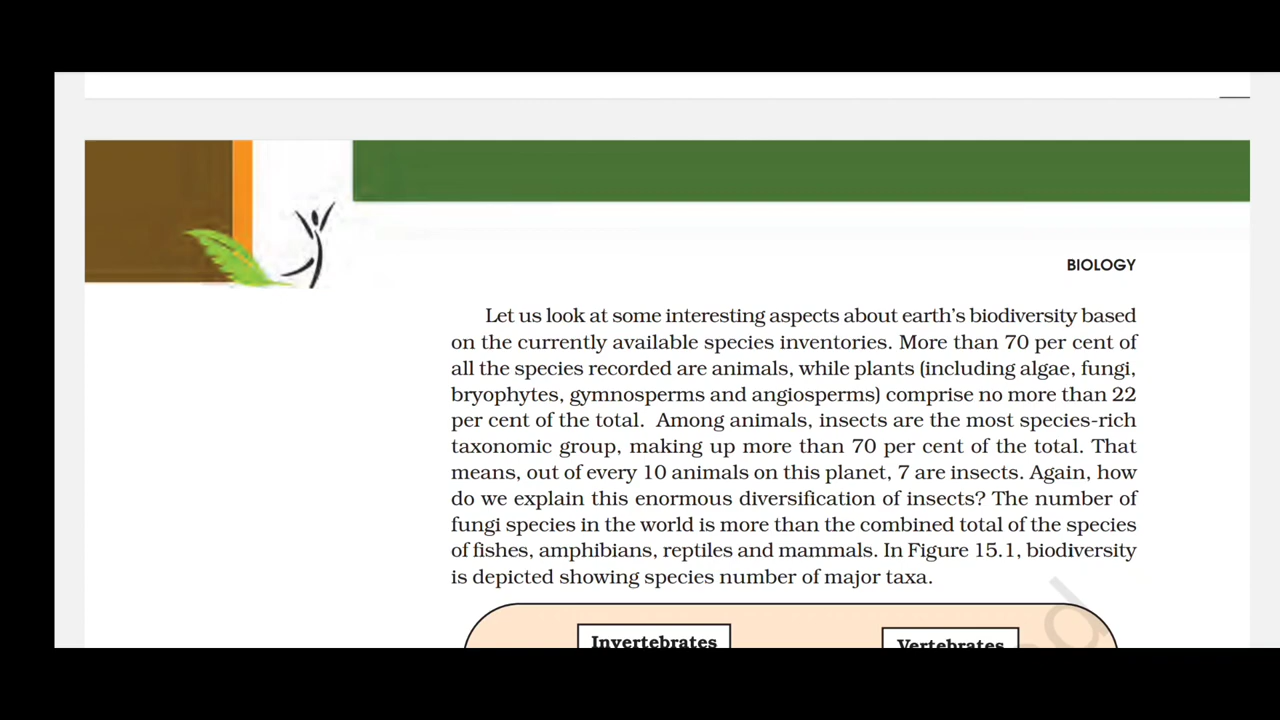 BIOLOGY
Let us look at some interesting aspects about earth's biodiversity based
on the currently available species inventories. More than 70 per cent of
all the species recorded are animals, while plants (including algae, fungi,
bryophytes, gymnosperms and angiosperms) comprise no more than 22
per cent of the total. Among animals, insects are the most species-rich
taxonomic group, making up more than 70 per cent of the total. That
means, out of every 10 animals on this planet, 7 are insects. Again, how
do we explain this enormous diversification of insects? The number of
fungi species in the world is more than the combined total of the species
of fishes, amphibians, reptiles and mammals. In Figure 15.1, biodiversity
is depicted showing species number of major taxa.
Invertebrates
Vertebrates